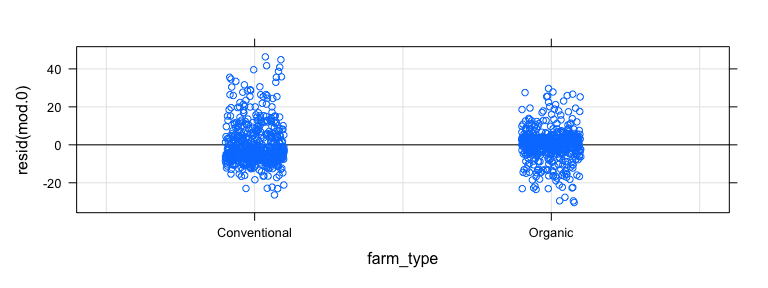 resid(mod.0)
40
20
0
-20
Conventional
Organic
farm_type